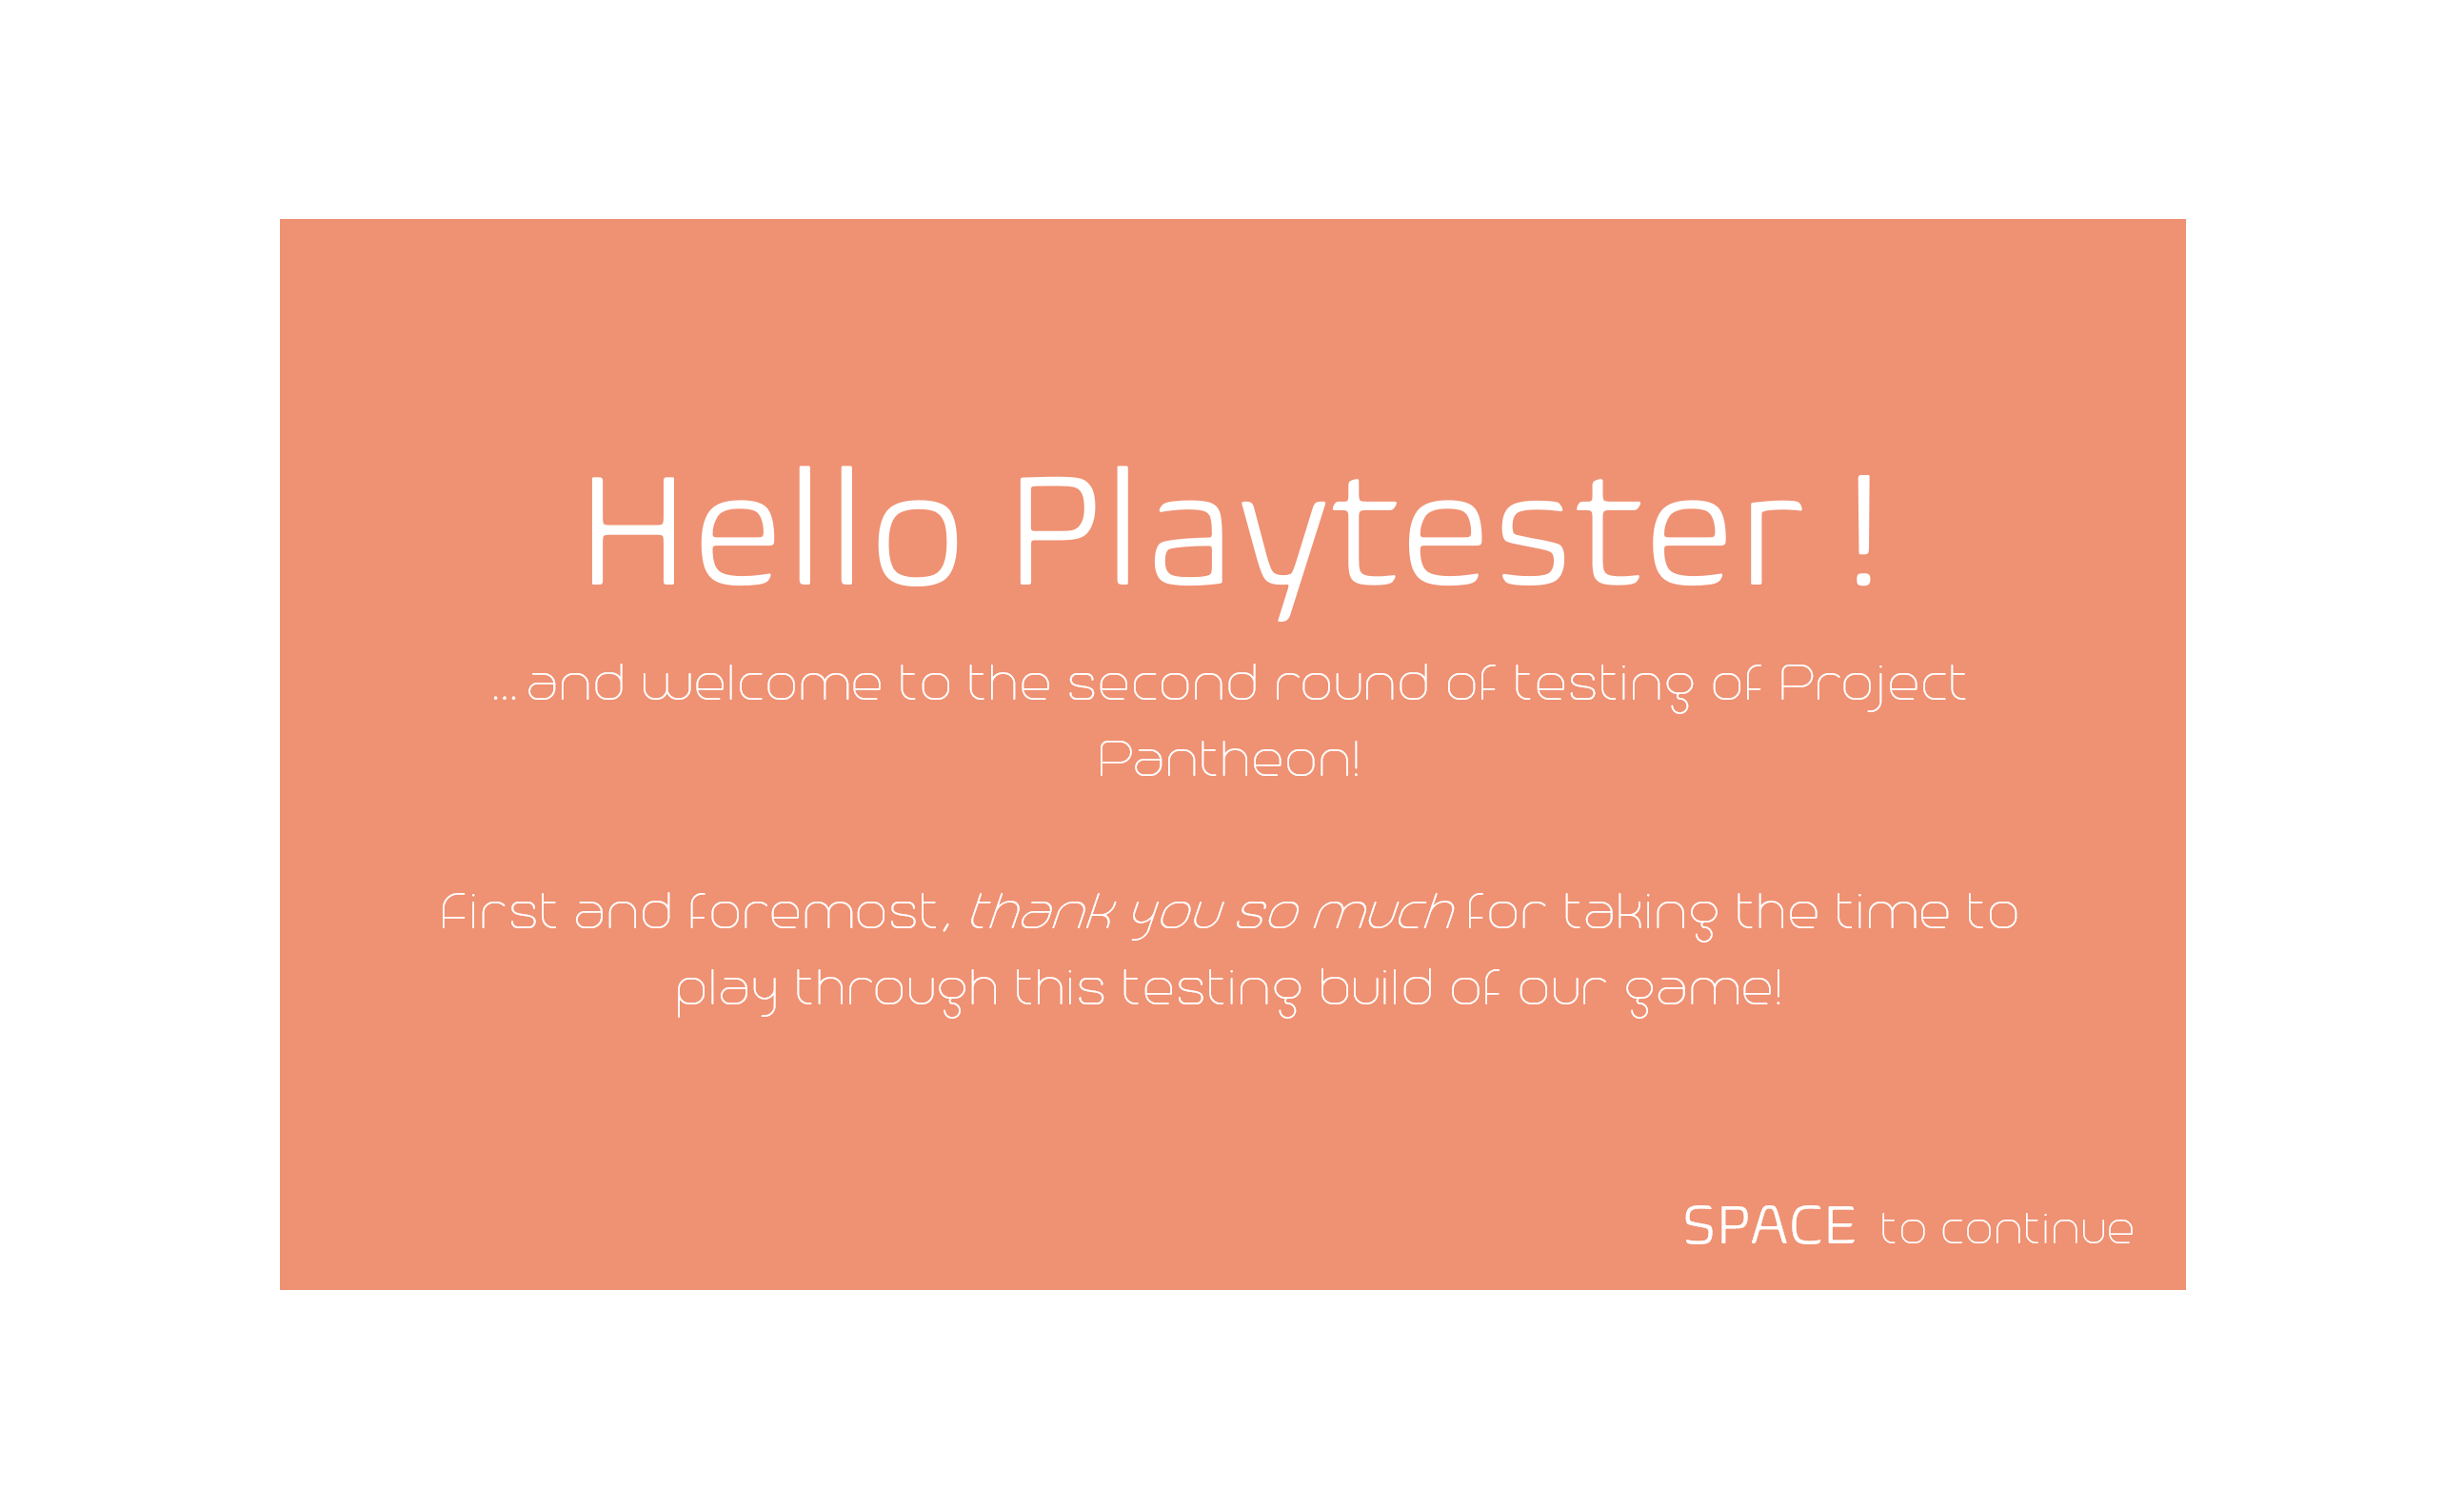 Hello Playtester !
...and welcome to the second round of testing of Project
Pantheon!
First and foremost, thank you so much for taking the time to
play through this testing build of our game!
SPACE to continue